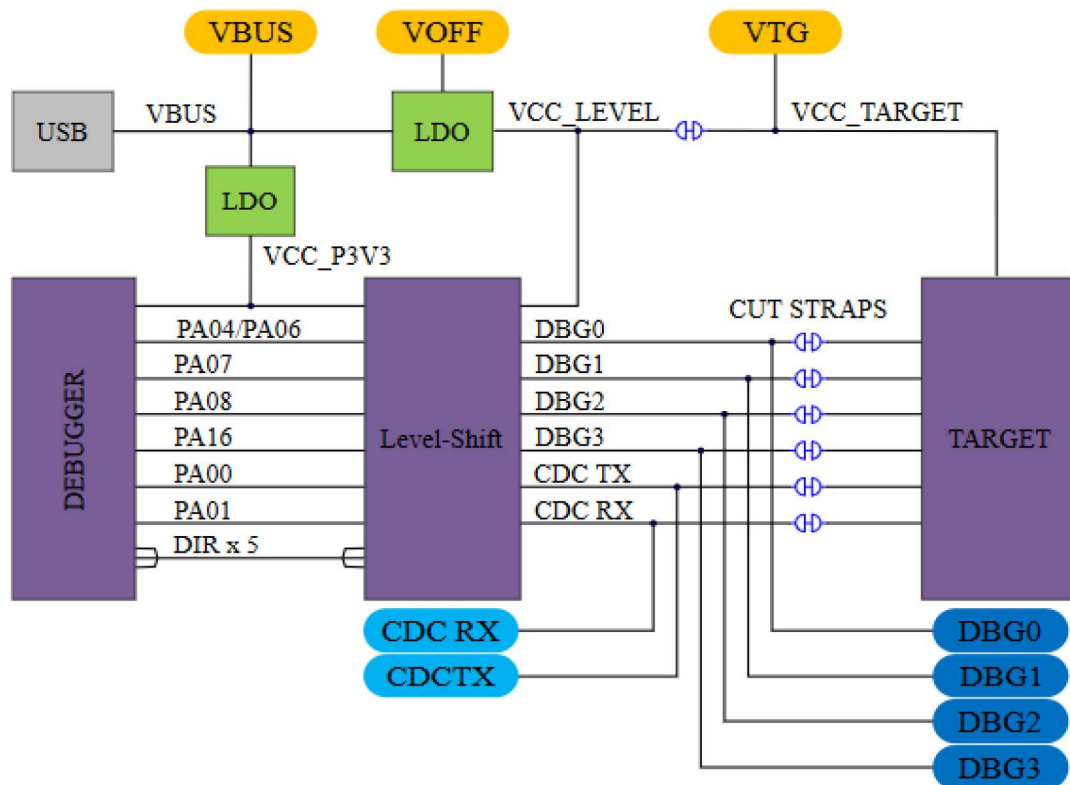 VBUS
VOFF
VTG
USB
VBUS
LDO
VCC_LEVEL
VCC_TARGET
LDO
VCC_P3V3
DEBUGGER
PA04/PA06
PA07
PA08
PA16
PA00
PA01
DIR x 5
Level-Shift
DBG0
DBG1
DBG2
DBG3
CDC TX
CDC RX
CUT STRAPS
TARGET
CDC RX
CDCTX
DBG0
DBG1
DBG2
DBG3